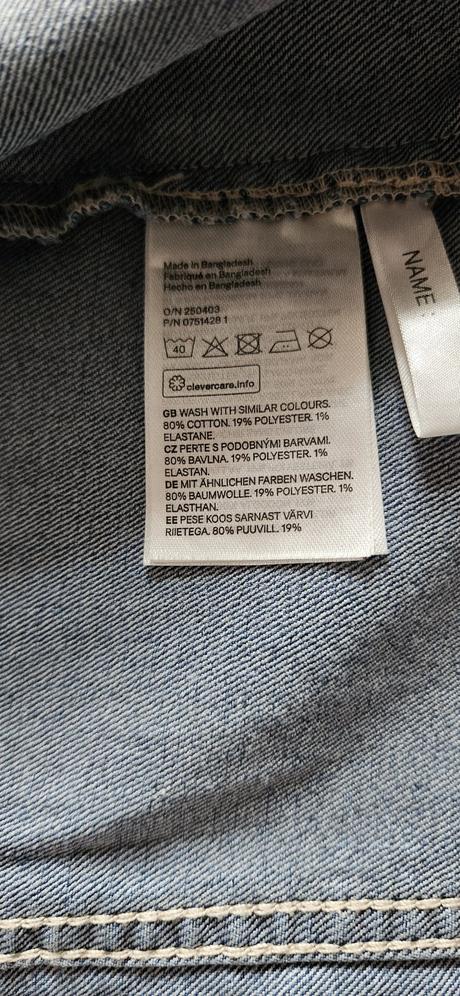 Made in Bangladesh
Fabriqué en Bangladesh
Hecho en Bangladesh
O/N 250403
P/N 0751428 1
40
clevercare.info
GB WASH WITH SIMILAR COLOURS.
80% COTTON. 19% POLYESTER. 1%
ELASTANE.
CZ PERTE S PODOBNÝMI BARVAMI.
80% BAVLNA. 19% POLYESTER. 1%
ELASTAN.
DE MIT ÄHNLICHEN FARBEN WASCHEN.
80% BAUMWOLLE. 19% POLYESTER. 1%
ELASTHAN.
EE PESE KOOS SARNAST VÄRVI
RIIETEGA. 80% PUUVILL. 19%
NAME: